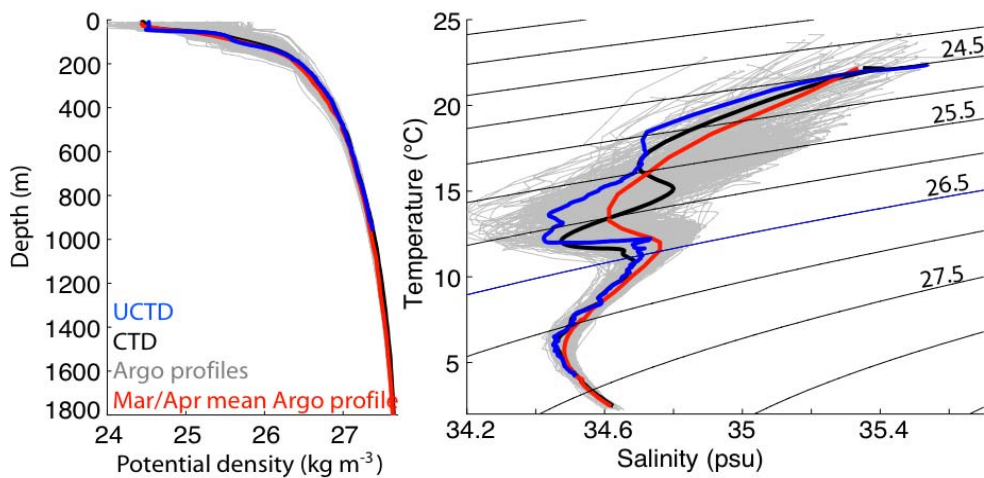 0
200
400
600
800
1000
1200
1400
1600
1800
Depth (m)
24 25 26 27
Potential density (kg m-3)
UCTD
CTD
Argo profiles
Mar/Apr mean Argo profile
25
20
15
10
5
Temperature (°C)
34.2 34.6 35 35.4
Salinity (psu)
24.5
25.5
26.5
27.5